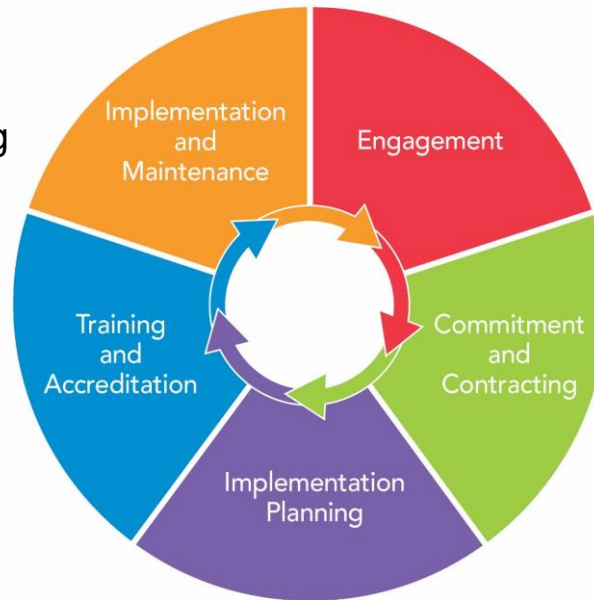 Implementation
and
Maintenance
Engagement
g
Training
and
Accreditation
Commitment
and
Contracting
Implementation
Planning